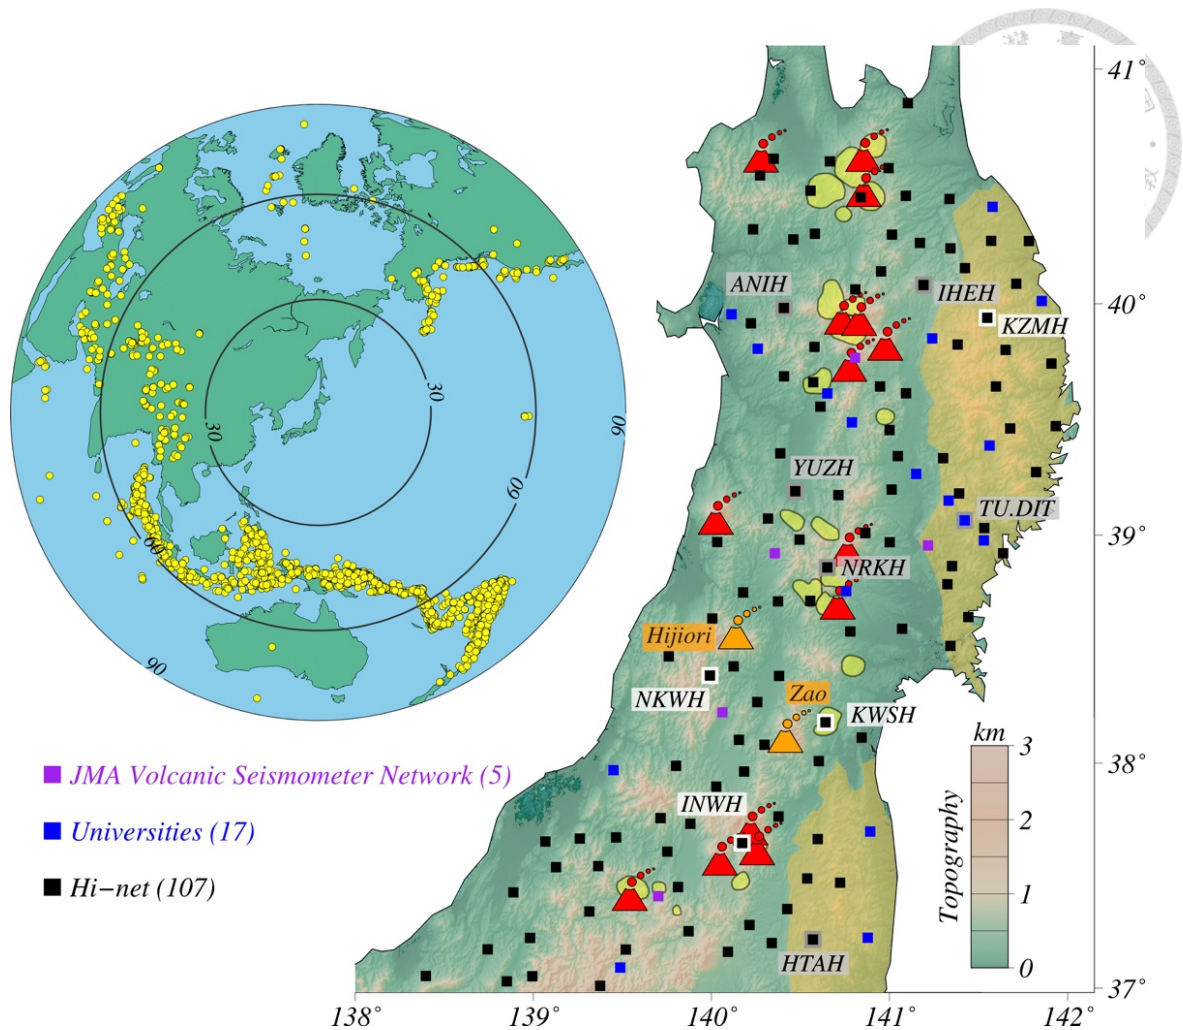 30
30
60
60
90
90
ANIH
IHEH
KZMH
YUZH
TU.DIT
NRKH
Hijiori
NKWH
Zao
KWSH
INWH
HTAH
JMA Volcanic Seismometer Network (5)
Universities (17)
Hi−net (107)
km
3
2
1
0
Topography
41°
40°
39°
38°
37°
138°
139°
140°
141°
142°